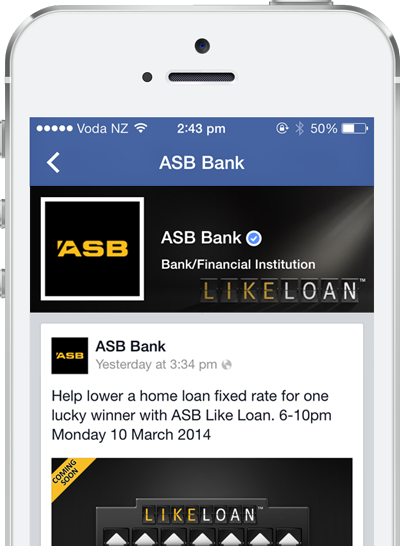 Voda NZ 2:43 pm 50%
ASB Bank
ASB
ASB Bank
Bank/Financial Institution
LIKELOAN™
ASB
ASB Bank
Yesterday at 3:34 pm
Help lower a home loan fixed rate for one
lucky winner with ASB Like Loan. 6-10pm
Monday 10 March 2014
COMING
SOON
LIKELOAN™